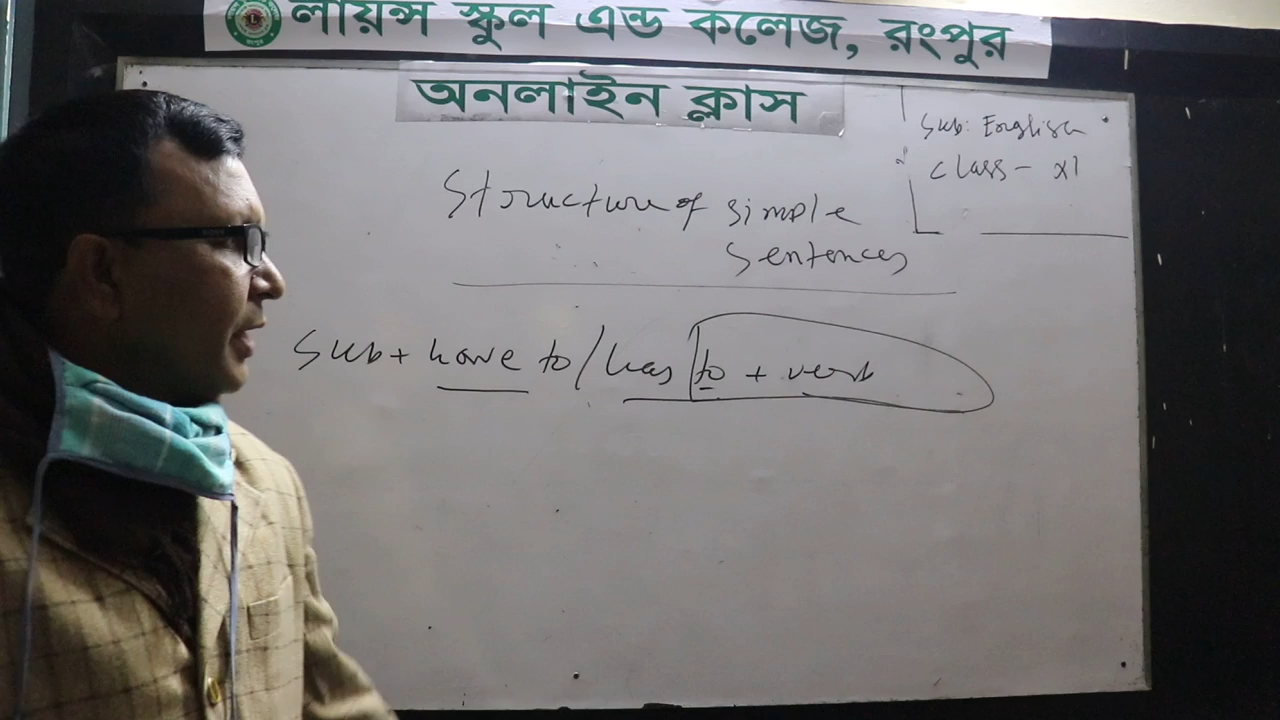 লায়ন্স স্কুল এন্ড কলেজ, রংপুর
অনলাইন ক্লাস
Sub: English
Class - XI
Structure of simple
sentences
Sub + have to / has to + verb